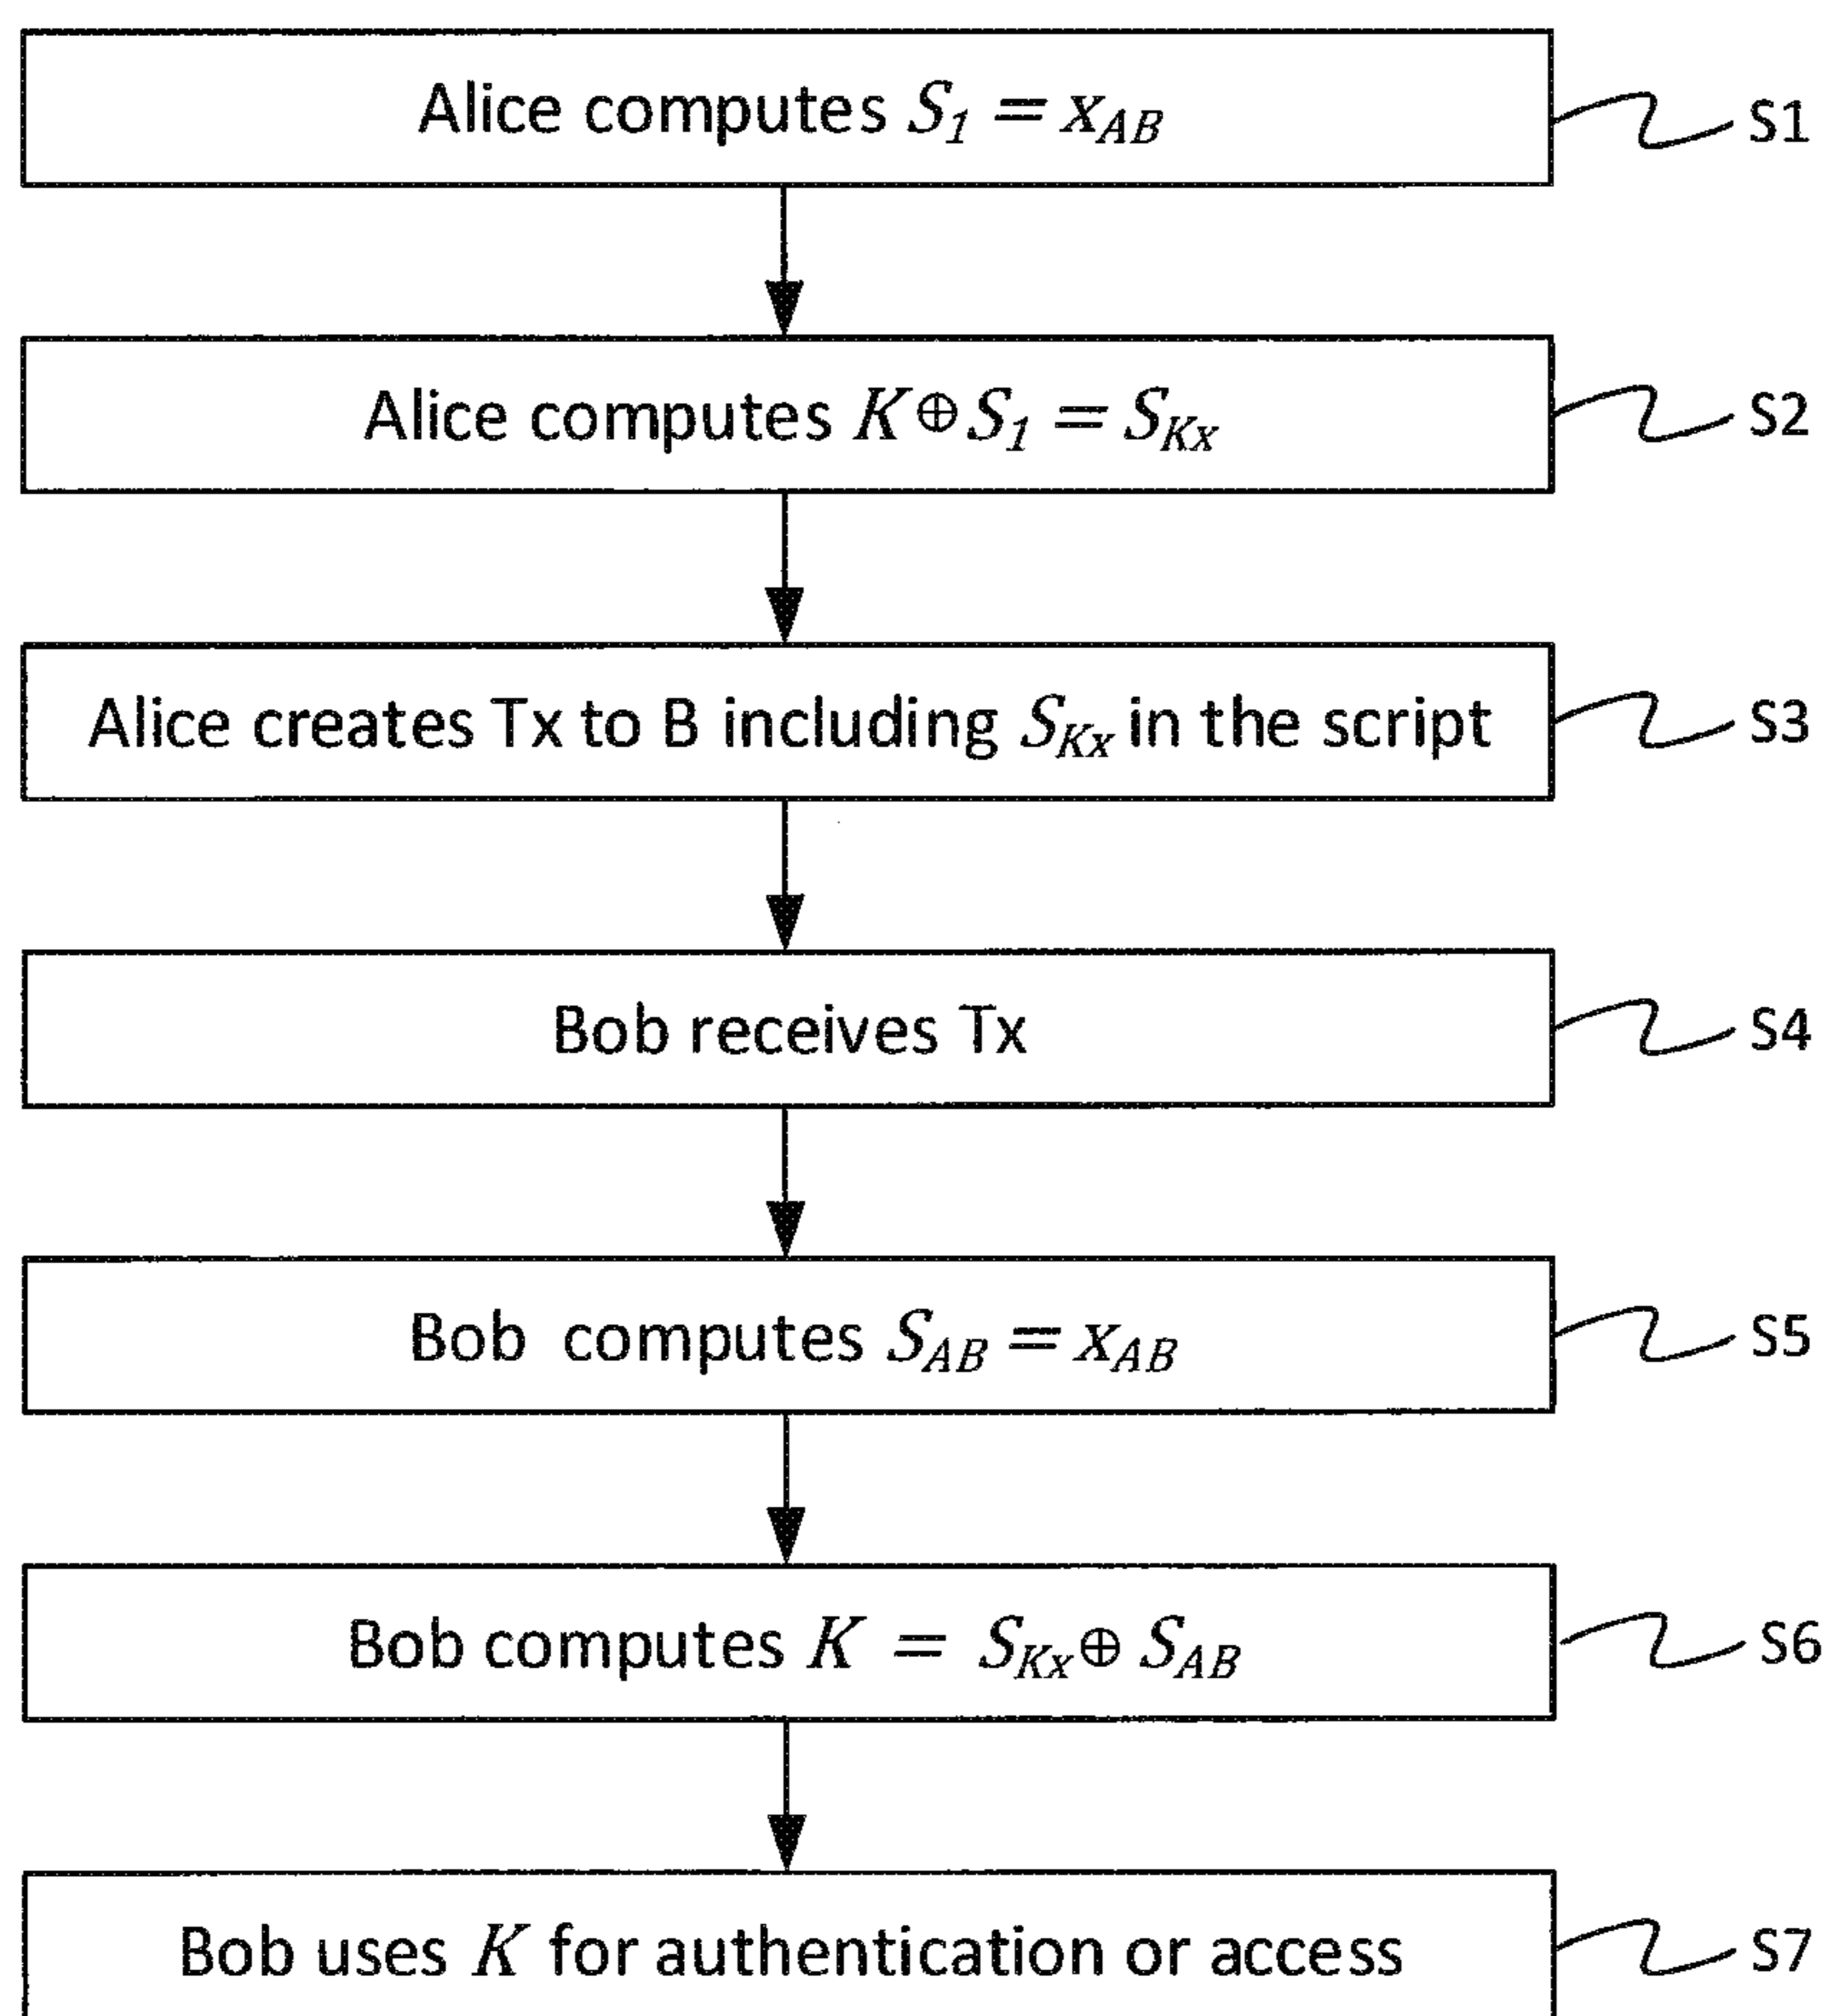 Alice computes S₁ = x_AB S1
Alice computes K⊕S₁ = S_Kx S2
Alice creates Tx to B including S_Kx in the script S3
Bob receives Tx S4
Bob computes S_AB = x_AB S5
Bob computes K = S_Kx⊕ S_AB S6
Bob uses K for authentication or access S7